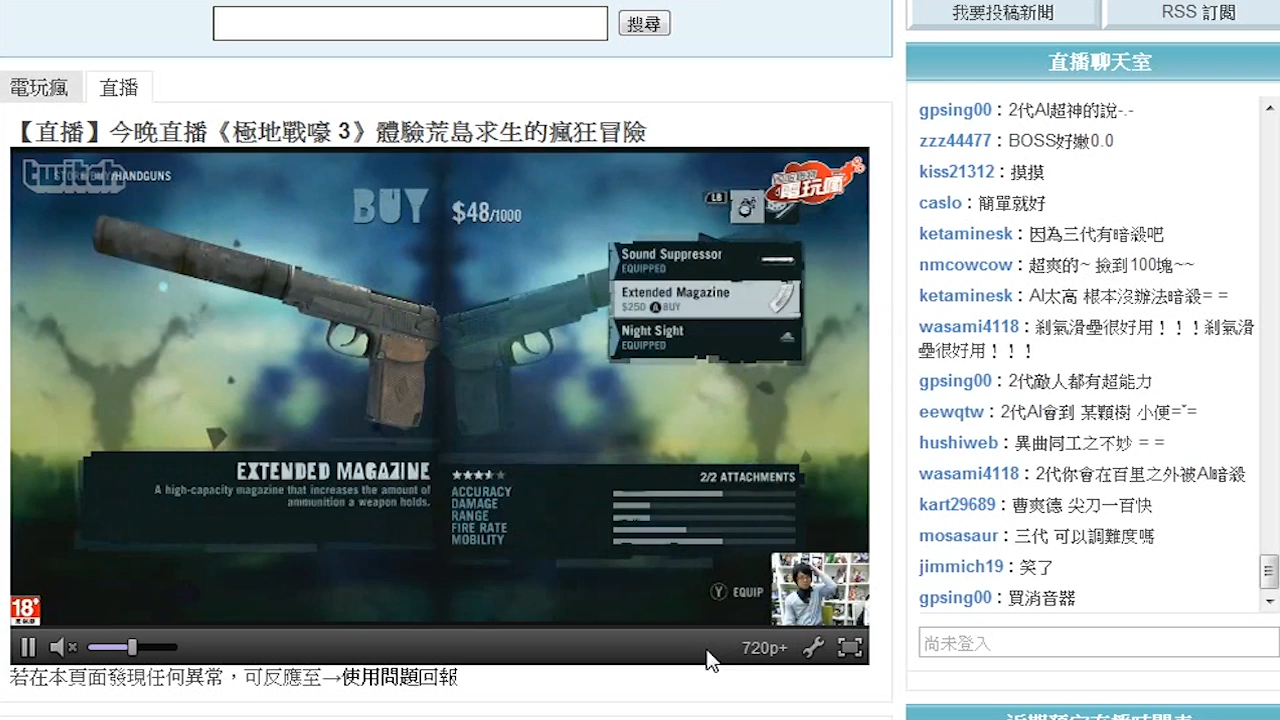 搜尋
我要投稿新聞
RSS 訂閱
電玩瘋
直播
【直播】今晚直播《極地戰嚎 3》體驗荒島求生的瘋狂冒險
twitch
HANDGUNS
電玩瘋
BUY
$48/1000
LB
Sound Suppressor
EQUIPPED
Extended Magazine
$250 A BUY
Night Sight
EQUIPPED
EXTENDED MAGAZINE
A high-capacity magazine that increases the amount of
ammunition a weapon holds.
2/2 ATTACHMENTS
ACCURACY
DAMAGE
RANGE
FIRE RATE
MOBILITY
Y EQUIP
18+
720p+
若在本頁面發現任何異常，可反應至→使用問題回報
直播聊天室
gpsing00：2代AI超神的說-.-
zzz44477：BOSS好嫩0.0
kiss21312：摸摸
caslo：簡單就好
ketaminesk：因為三代有暗殺吧
nmcowcow：超爽的~ 撿到100塊~~
ketaminesk：AI太高 根本沒辦法暗殺= =
wasami4118：剎氣滑壘很好用！！！剎氣滑
壘很好用！！！
gpsing00：2代敵人都有超能力
eewqtw：2代AI會到 某顆樹 小便=ˇ=
hushiweb：異曲同工之不妙 = =
wasami4118：2代你會在百里之外被AI暗殺
kart29689：曹爽德 尖刀一百快
mosasaur：三代 可以調難度嗎
jimmich19：笑了
gpsing00：買消音器
尚未登入